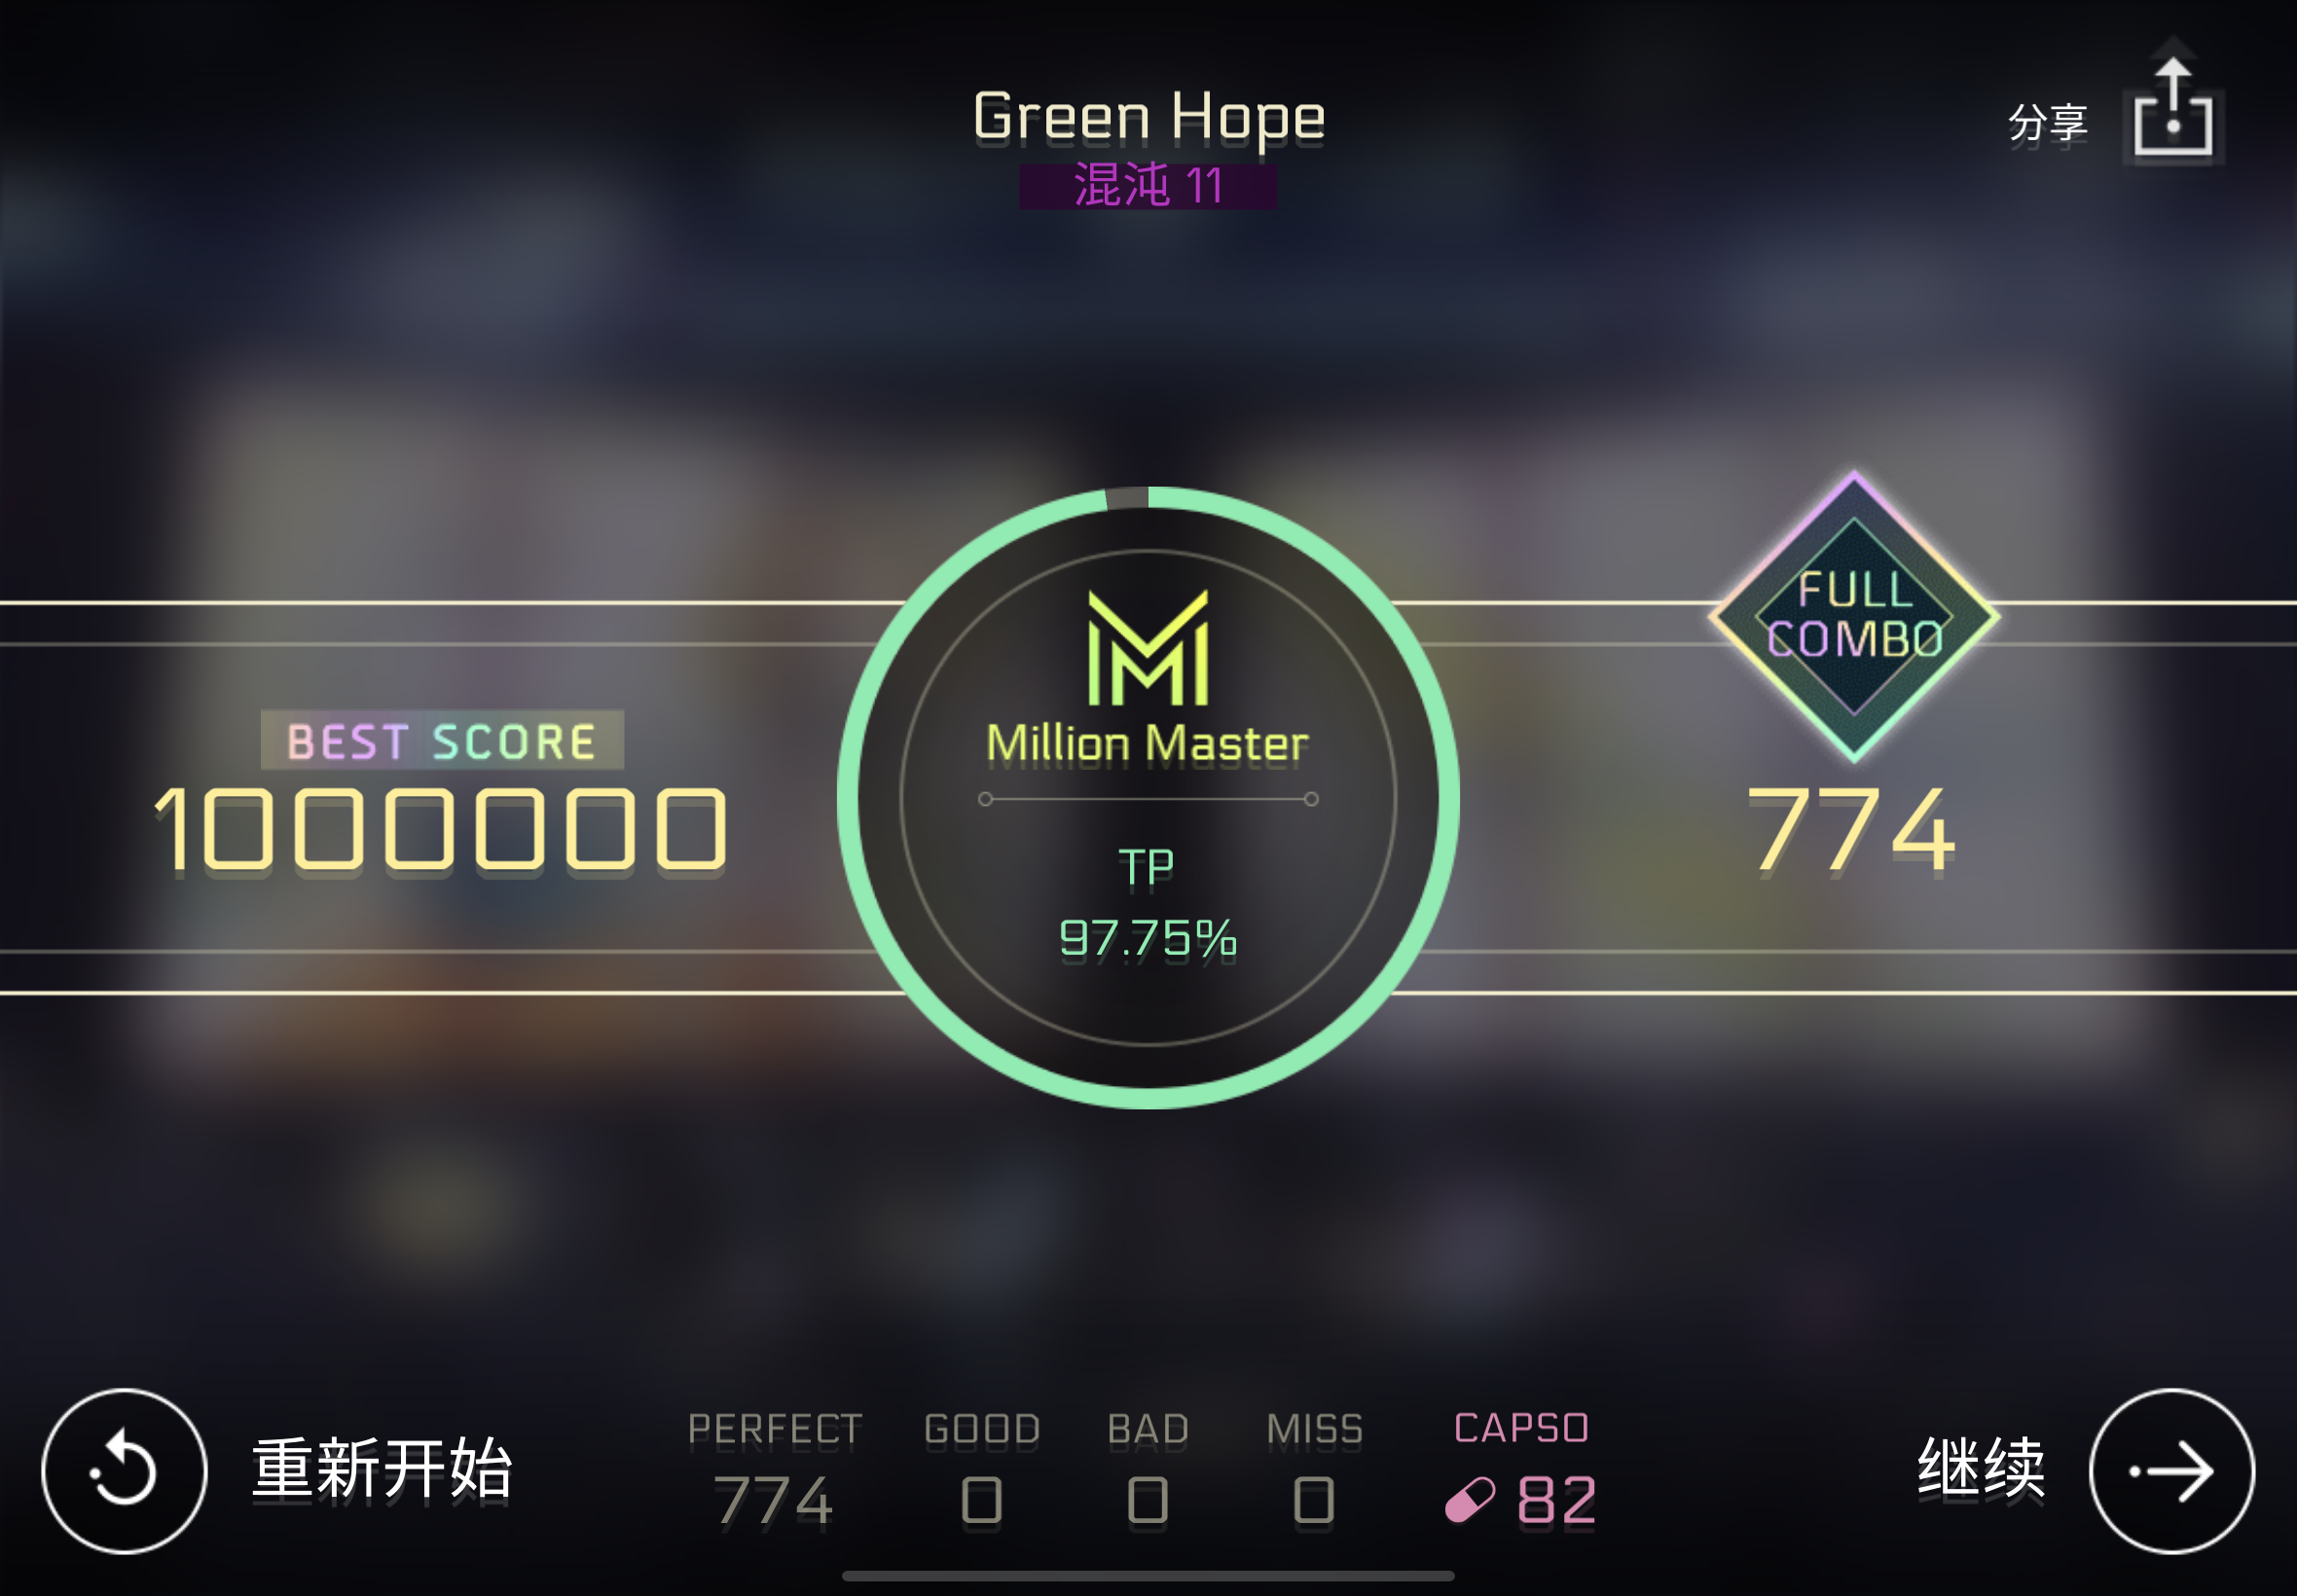 Green Hope
混沌 11
分享
FULL
COMBO
Million Master
BEST SCORE
1000000
774
TP
97.75%
重新开始
PERFECT GOOD BAD MISS CAPSO
774 0 0 0 82
继续